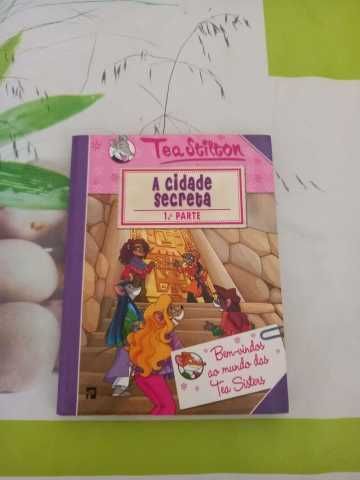 Tea Stilton
A cidade
secreta
1.ª PARTE
Bem-vindos
ao mundo das
Tea Sisters